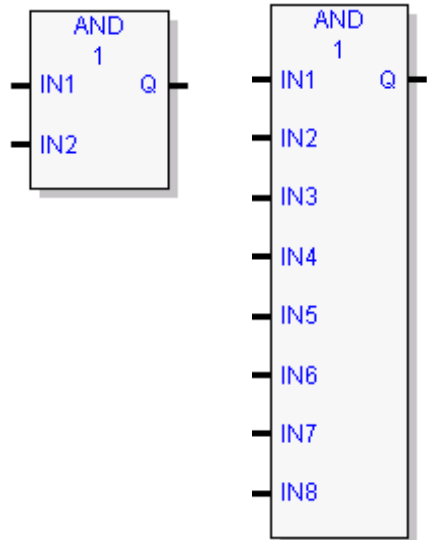 AND
1
IN1 Q
IN2
AND
1
IN1 Q
IN2
IN3
IN4
IN5
IN6
IN7
IN8